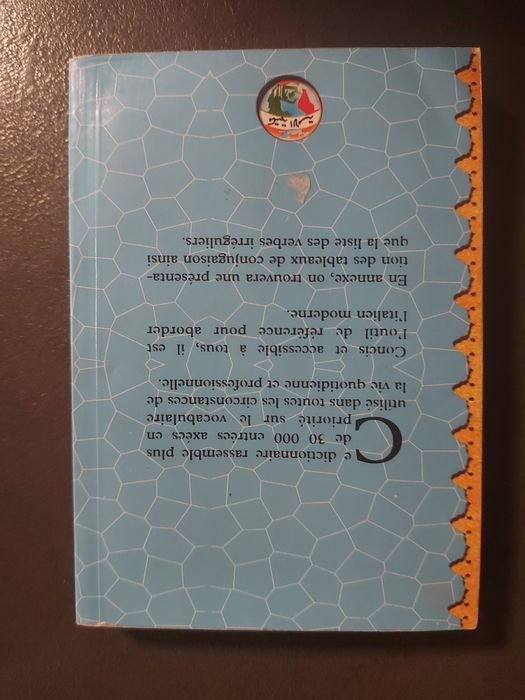 Ce dictionnaire rassemble plus
de 30 000 entrées axées en
priorité sur le vocabulaire
utilisé dans toutes les circonstances de
la vie quotidienne et professionnelle.
Concis et accessible à tous, il est
l'outil de référence pour aborder
l'italien moderne.
En annexe, on trouvera une présenta-
tion des tableaux de conjugaison ainsi
que la liste des verbes irréguliers.